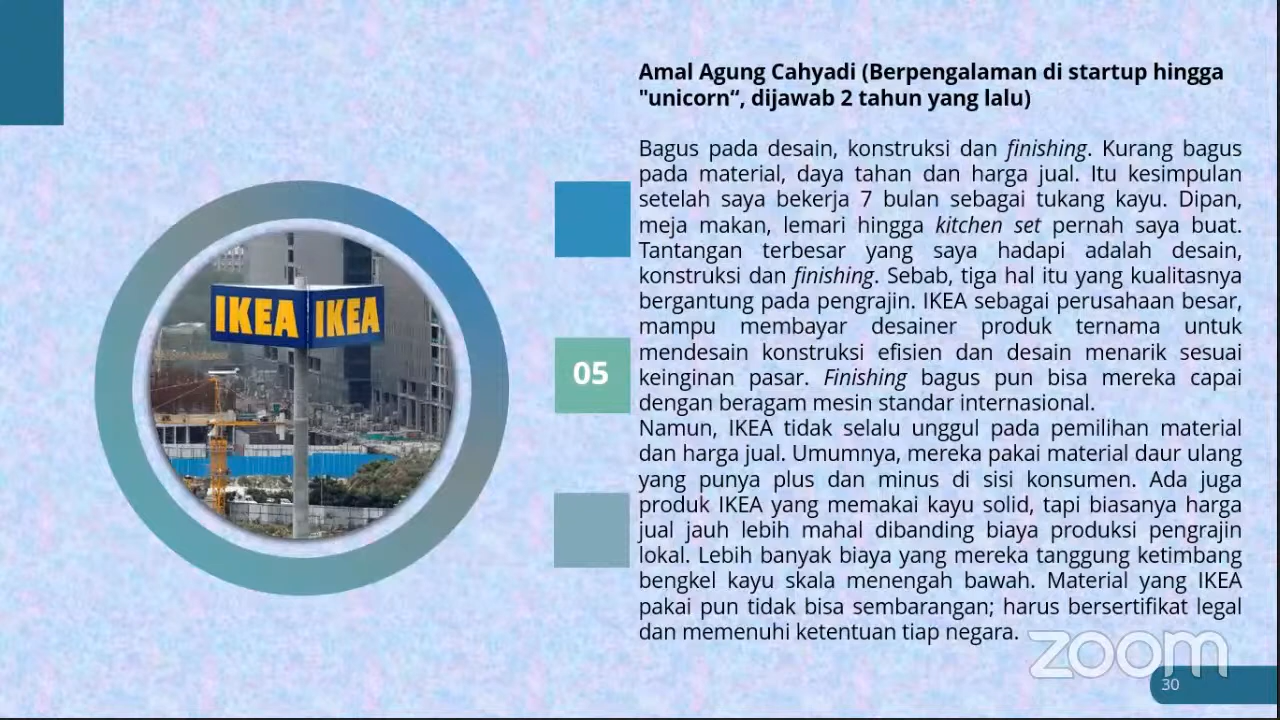 Amal Agung Cahyadi (Berpengalaman di startup hingga
"unicorn“, dijawab 2 tahun yang lalu)
Bagus pada desain, konstruksi dan finishing. Kurang bagus
pada material, daya tahan dan harga jual. Itu kesimpulan
setelah saya bekerja 7 bulan sebagai tukang kayu. Dipan,
meja makan, lemari hingga kitchen set pernah saya buat.
Tantangan terbesar yang saya hadapi adalah desain,
konstruksi dan finishing. Sebab, tiga hal itu yang kualitasnya
bergantung pada pengrajin. IKEA sebagai perusahaan besar,
mampu membayar desainer produk ternama untuk
mendesain konstruksi efisien dan desain menarik sesuai
keinginan pasar. Finishing bagus pun bisa mereka capai
dengan beragam mesin standar internasional.
Namun, IKEA tidak selalu unggul pada pemilihan material
dan harga jual. Umumnya, mereka pakai material daur ulang
yang punya plus dan minus di sisi konsumen. Ada juga
produk IKEA yang memakai kayu solid, tapi biasanya harga
jual jauh lebih mahal dibanding biaya produksi pengrajin
lokal. Lebih banyak biaya yang mereka tanggung ketimbang
bengkel kayu skala menengah bawah. Material yang IKEA
pakai pun tidak bisa sembarangan; harus bersertifikat legal
dan memenuhi ketentuan tiap negara.
IKEA IKEA
05
zoom
30